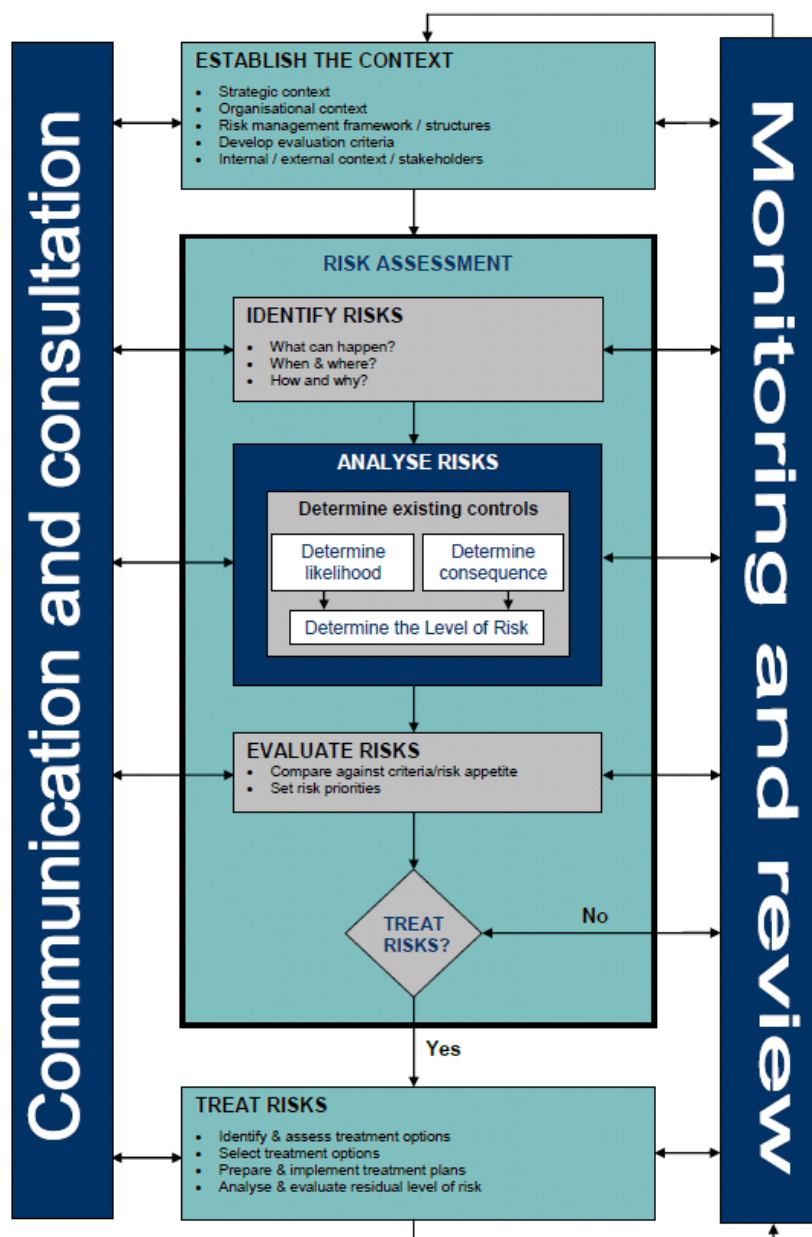 Communication and consultation
ESTABLISH THE CONTEXT
• Strategic context
• Organisational context
• Risk management framework / structures
• Develop evaluation criteria
• Internal / external context / stakeholders
RISK ASSESSMENT
IDENTIFY RISKS
• What can happen?
• When & where?
• How and why?
ANALYSE RISKS
Determine existing controls
Determine
likelihood
Determine
consequence
Determine the Level of Risk
EVALUATE RISKS
• Compare against criteria/risk appetite
• Set risk priorities
TREAT
RISKS?
No
Yes
TREAT RISKS
• Identify & assess treatment options
• Select treatment options
• Prepare & implement treatment plans
• Analyse & evaluate residual level of risk
Monitoring and review